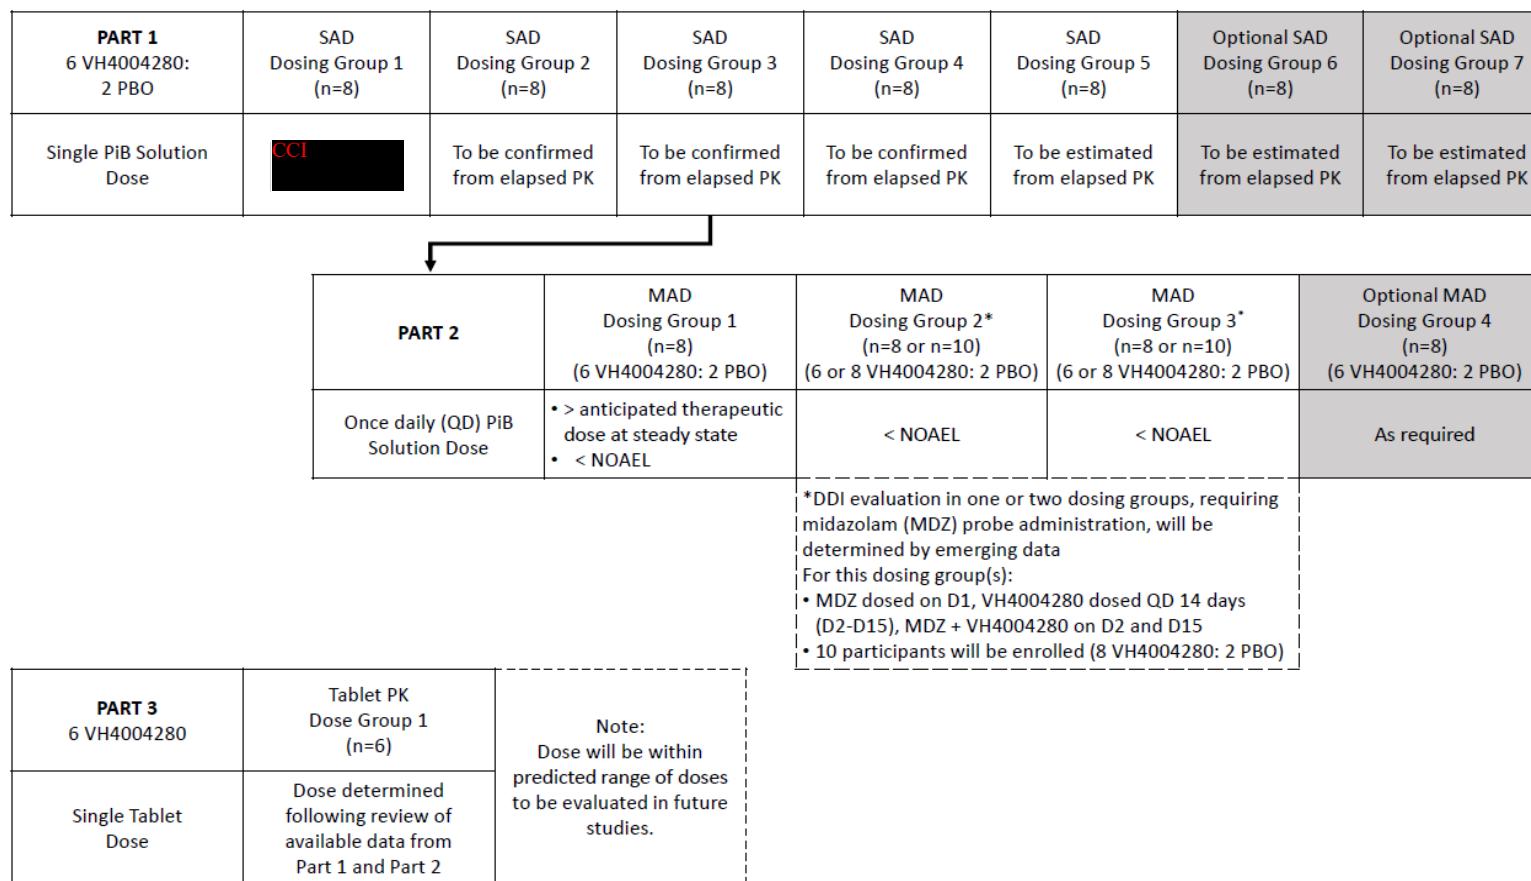 PART 1
6 VH4004280:
2 PBO
SAD
Dosing Group 1
(n=8)
SAD
Dosing Group 2
(n=8)
SAD
Dosing Group 3
(n=8)
SAD
Dosing Group 4
(n=8)
SAD
Dosing Group 5
(n=8)
Optional SAD
Dosing Group 6
(n=8)
Optional SAD
Dosing Group 7
(n=8)
Single PiB Solution
Dose
CCI
To be confirmed
from elapsed PK
To be confirmed
from elapsed PK
To be confirmed
from elapsed PK
To be estimated
from elapsed PK
To be estimated
from elapsed PK
To be estimated
from elapsed PK
PART 2
MAD
Dosing Group 1
(n=8)
(6 VH4004280: 2 PBO)
MAD
Dosing Group 2*
(n=8 or n=10)
(6 or 8 VH4004280: 2 PBO)
MAD
Dosing Group 3*
(n=8 or n=10)
(6 or 8 VH4004280: 2 PBO)
Optional MAD
Dosing Group 4
(n=8)
(6 VH4004280: 2 PBO)
Once daily (QD) PiB
Solution Dose
• > anticipated therapeutic
dose at steady state
• < NOAEL
< NOAEL
< NOAEL
As required
*DDI evaluation in one or two dosing groups, requiring
midazolam (MDZ) probe administration, will be
determined by emerging data
For this dosing group(s):
• MDZ dosed on D1, VH4004280 dosed QD 14 days
(D2-D15), MDZ + VH4004280 on D2 and D15
• 10 participants will be enrolled (8 VH4004280: 2 PBO)
PART 3
6 VH4004280
Tablet PK
Dose Group 1
(n=6)
Note:
Dose will be within
predicted range of doses
to be evaluated in future
studies.
Single Tablet
Dose
Dose determined
following review of
available data from
Part 1 and Part 2